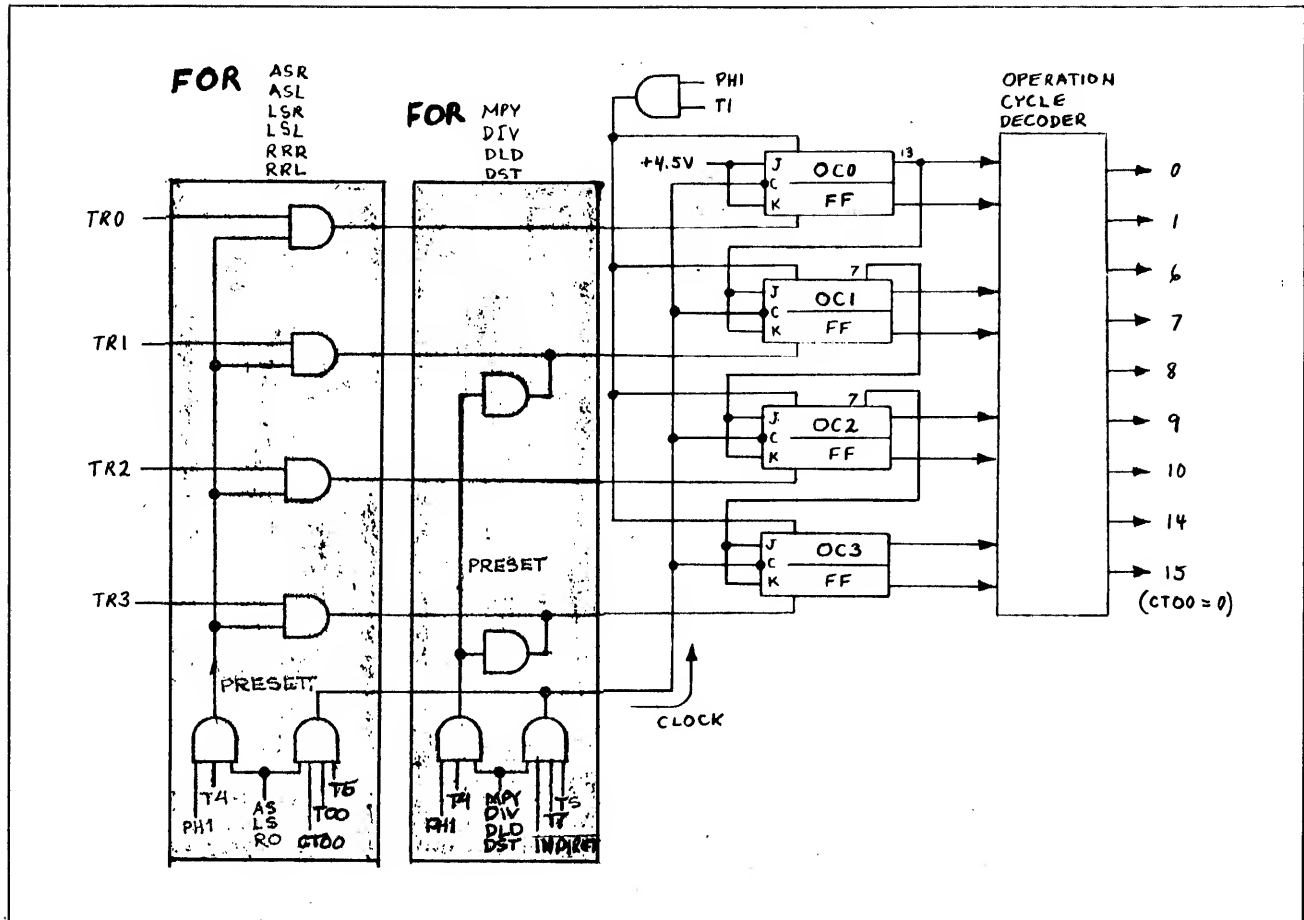 FOR
ASR
ASL
LSR
LSL
RRR
RRL
FOR
MPY
DIV
DLD
DST
PH1
T1
OPERATION
CYCLE
DECODER
+4.5V
J
C
K
OC0
FF
13
TR0
TR1
TR2
TR3
J
C
K
OC1
FF
7
J
C
K
OC2
FF
7
J
C
K
OC3
FF
0
1
6
7
8
9
10
14
15
(CT00=0)
PRESET
PRESET
CLOCK
PH1
T4
AS
LS
RO
CT00
T00
PH1
T4
MPY
DIV
DLD
DST
INDIRET
T7
T5